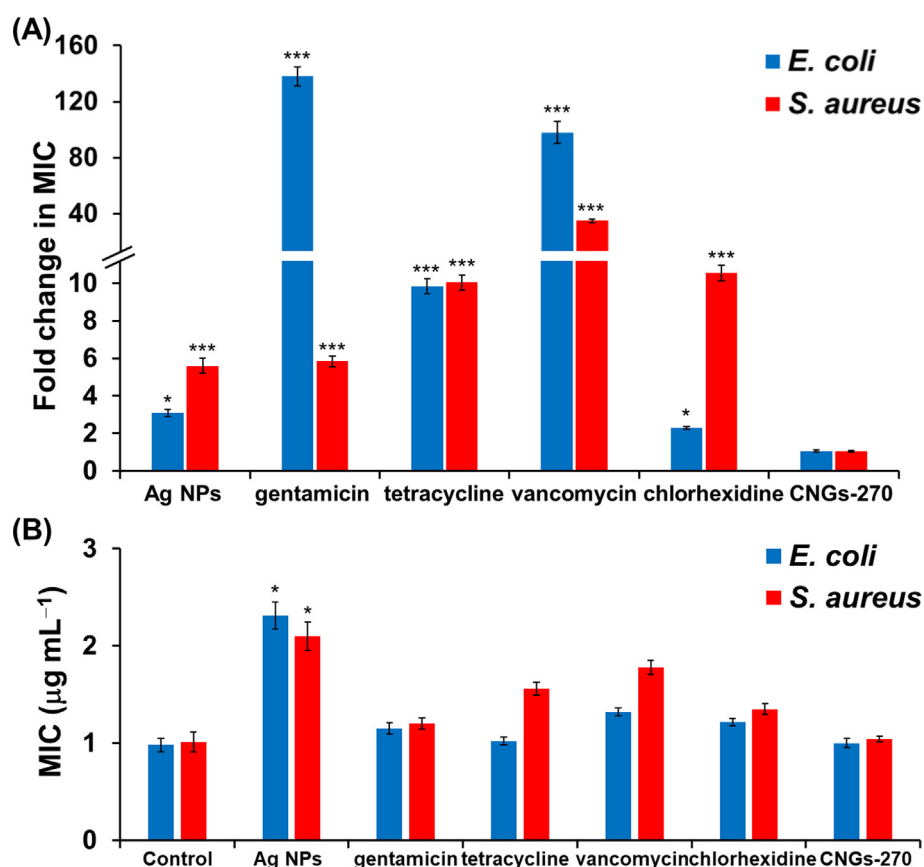 (A)
160
120
80
40
10
8
6
4
2
0
Fold change in MIC
E. coli
S. aureus
* *** *** *** *** *** *** *** * ***
Ag NPs gentamicin tetracycline vancomycin chlorhexidine CNGs-270
(B)
3
2
1
0
MIC (μg mL⁻¹)
E. coli
S. aureus
* *
Control Ag NPs gentamicin tetracycline vancomycin chlorhexidine CNGs-270